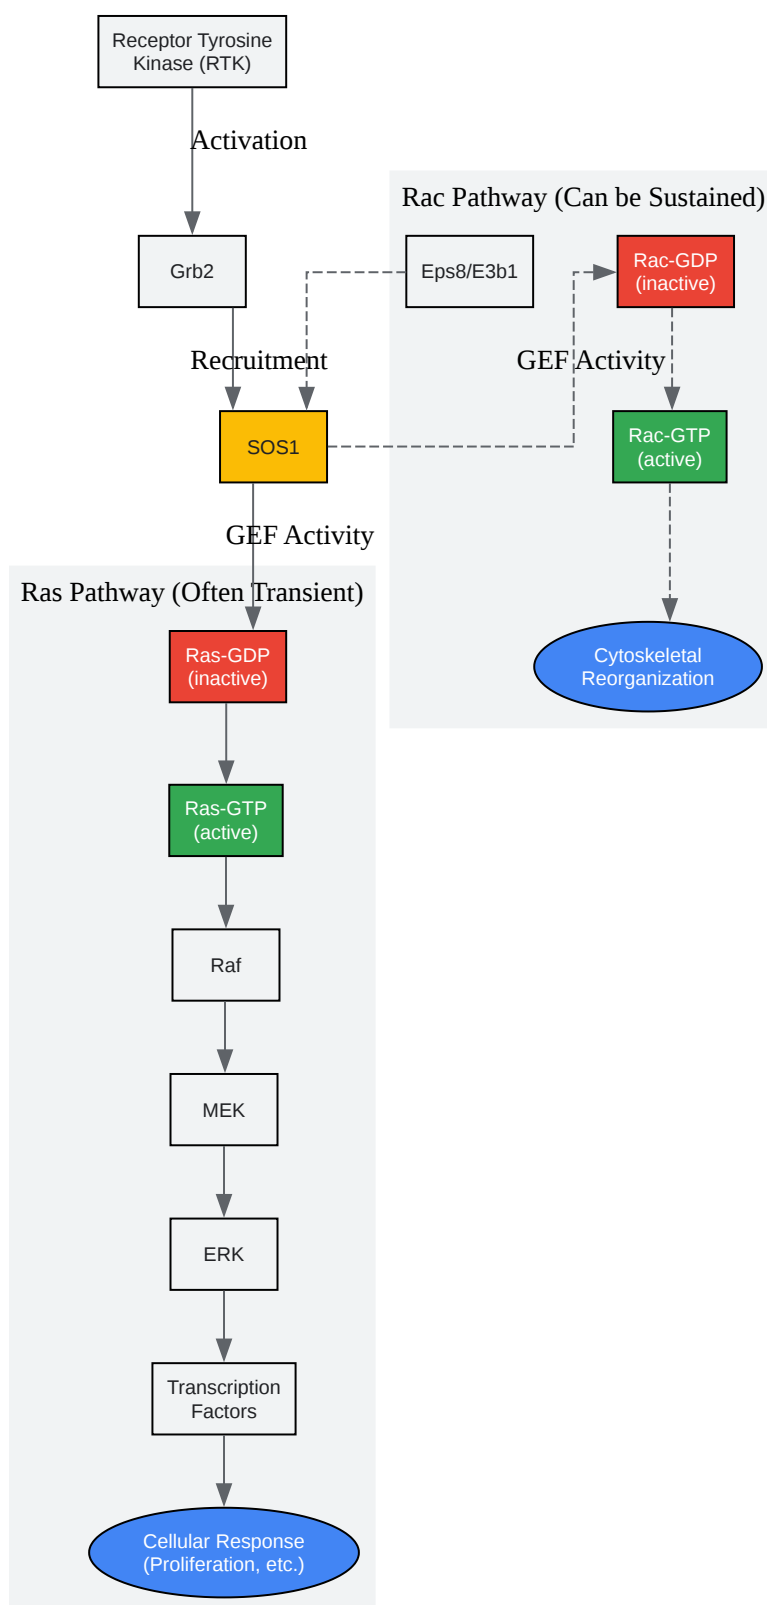 Receptor Tyrosine
Kinase (RTK)
Activation
Rac Pathway (Can be Sustained)
Grb2
Eps8/E3b1
Rac-GDP
(inactive)
Recruitment
GEF Activity
SOS1
Rac-GTP
(active)
GEF Activity
Ras Pathway (Often Transient)
Ras-GDP
(inactive)
Cytoskeletal
Reorganization
Ras-GTP
(active)
Raf
MEK
ERK
Transcription
Factors
Cellular Response
(Proliferation, etc.)